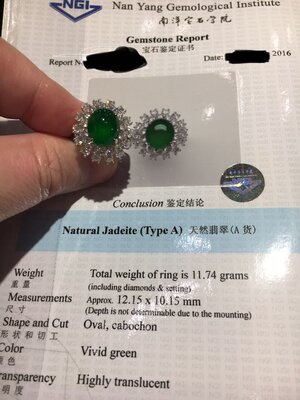 NGI
Nan Yang Gemological Institute
南洋宝石学院
Gemstone Report
宝石鉴定证书
Report No
Date:
2016
Conclusion 鉴定结论
Natural Jadeite (Type A) 天然翡翠(A 货)
Weight Total weight of ring is 11.74 grams
重量 (including diamonds & setting)
Measurements Approx. 12.15 x 10.15 mm
尺寸 (Depth is not determinable due to the mounting)
Shape and Cut Oval, cabochon
形状和切工
Color Vivid green
颜色
ransparency Highly translucent
透明度